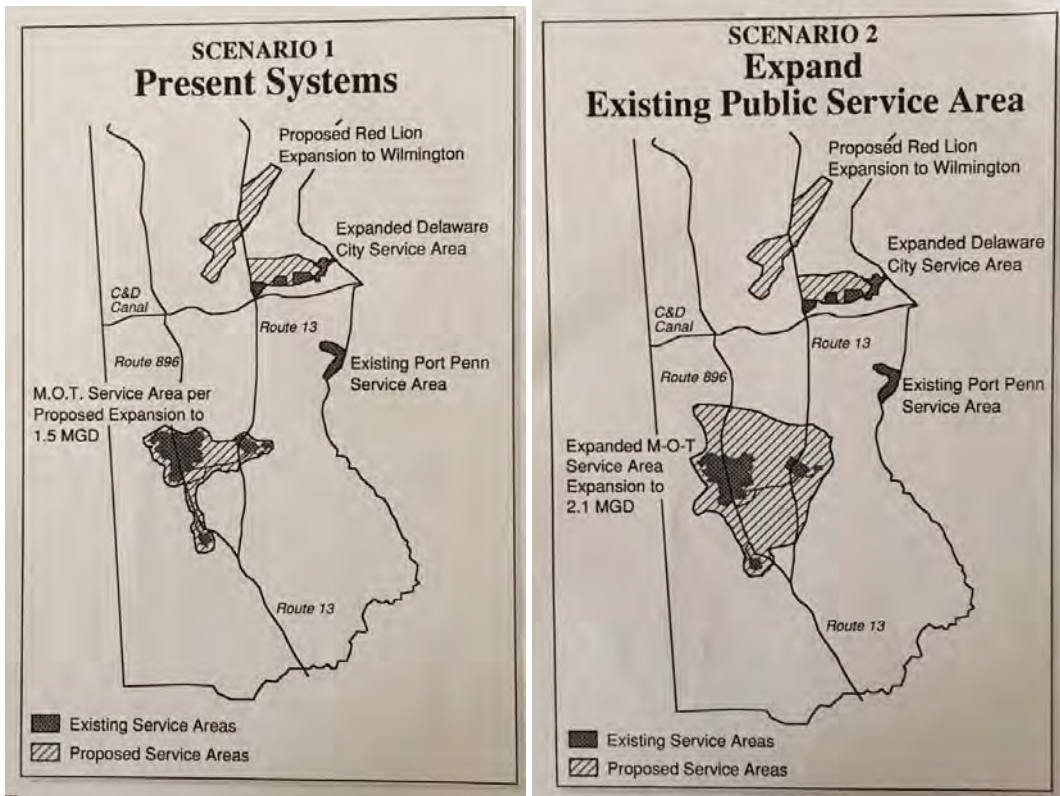 SCENARIO 1
Present Systems
Proposed Red Lion
Expansion to Wilmington
Expanded Delaware
City Service Area
C&D
Canal
Route 13
Route 896
Existing Port Penn
Service Area
M.O.T. Service Area per
Proposed Expansion to
1.5 MGD
Route 13
Existing Service Areas
Proposed Service Areas
SCENARIO 2
Expand
Existing Public Service Area
Proposed Red Lion
Expansion to Wilmington
Expanded Delaware
City Service Area
C&D
Canal
Route 13
Route 896
Existing Port Penn
Service Area
Expanded M-O-T
Service Area
Expansion to
2.1 MGD
Route 13
Existing Service Areas
Proposed Service Areas